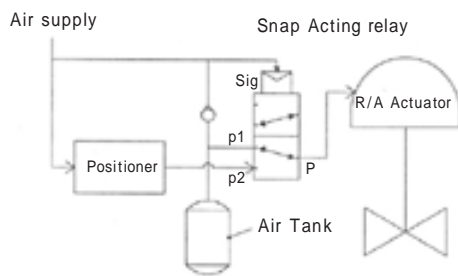 Air supply
Snap Acting relay
Sig
R/A Actuator
p1
Positioner
P
p2
Air Tank